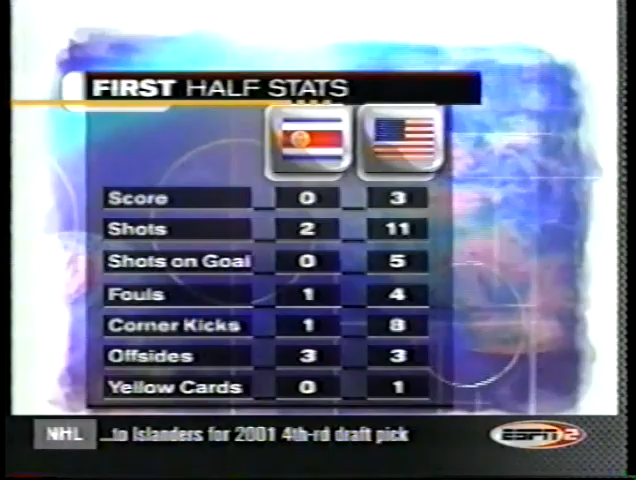 FIRST HALF STATS
Score 0 3
Shots 2 11
Shots on Goal 0 5
Fouls 1 4
Corner Kicks 1 8
Offsides 3 3
Yellow Cards 0 1
NHL ...to Islanders for 2001 4th-rd draft pick ESPN2